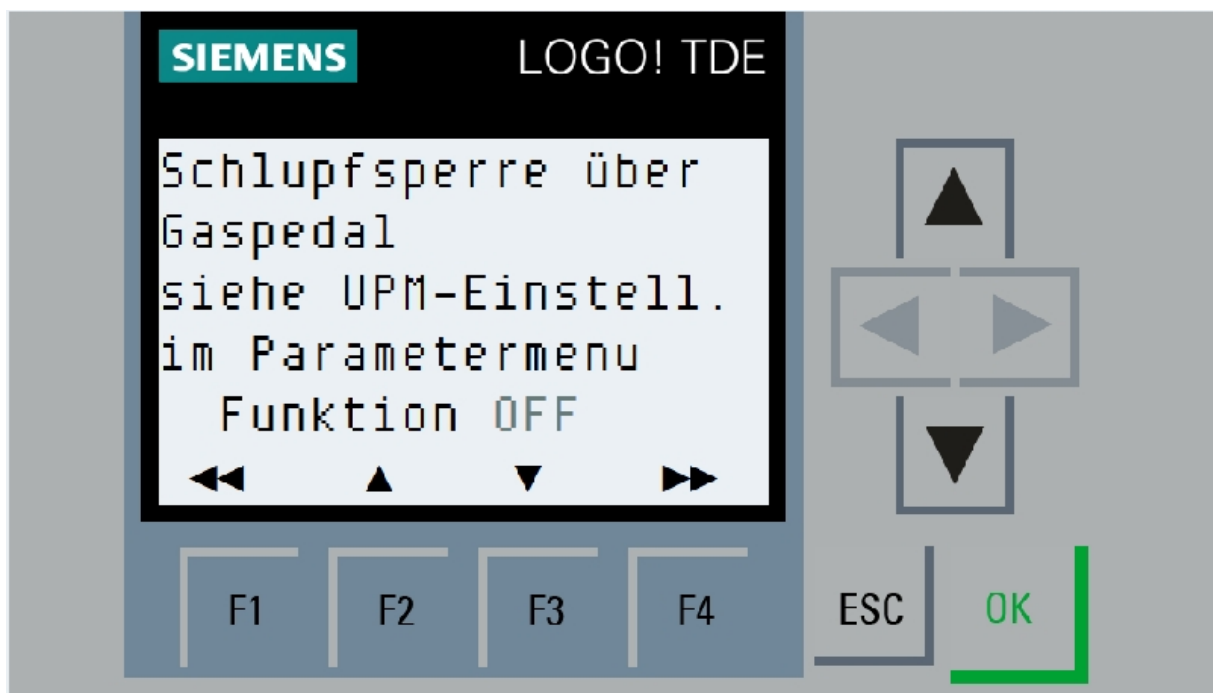 SIEMENS LOGO! TDE
Schlupfsperre über
Gaspedal
siehe UPM-Einstell.
im Parametermenu
Funktion OFF
F1 F2 F3 F4 ESC OK